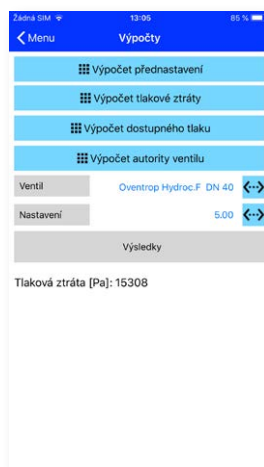 Žádná SIM 13:05 85 %
Menu Výpočty
Výpočet přednastavení
Výpočet tlakové ztráty
Výpočet dostupného tlaku
Výpočet autority ventilu
Ventil Oventrop Hydroc.F DN 40 <-->
Nastavení 5.00 <-->
Výsledky
Tlaková ztráta [Pa]: 15308